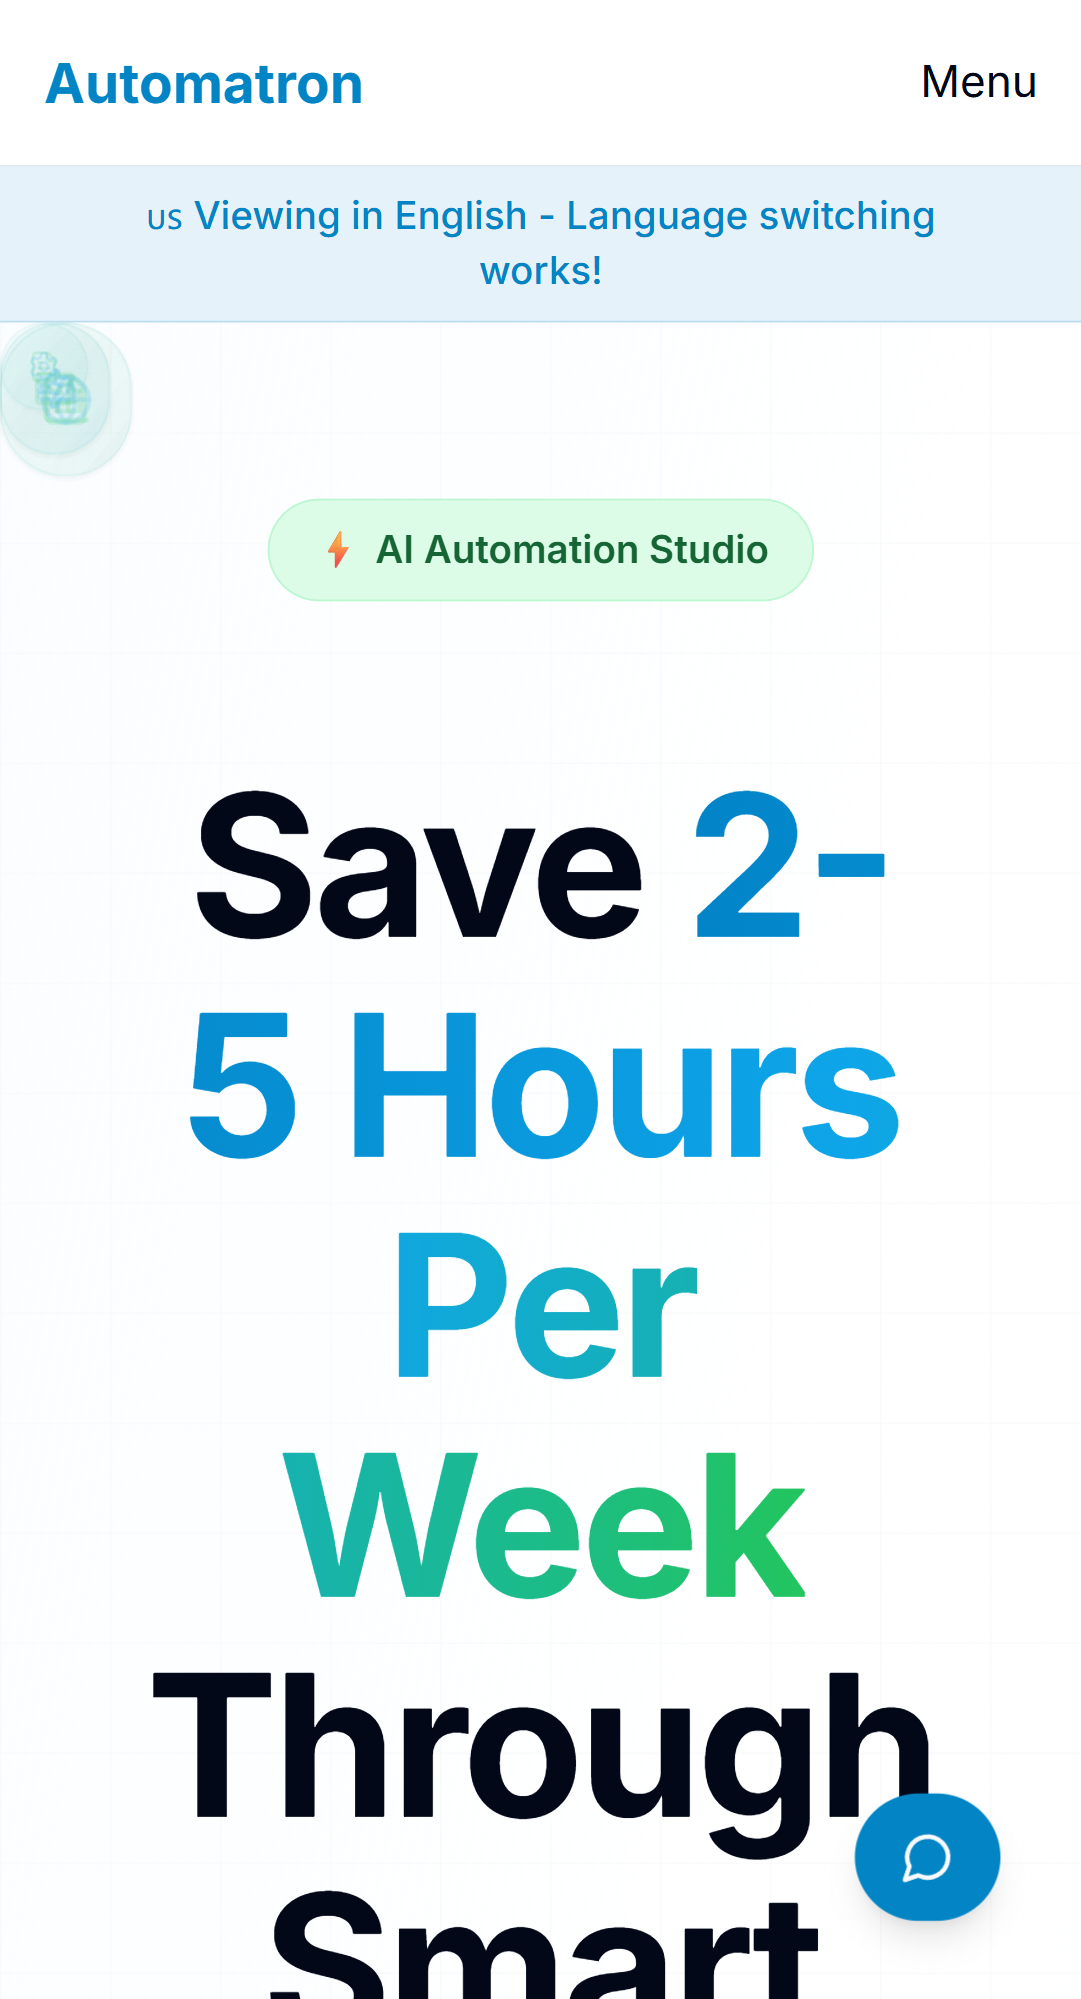 Automatron
Menu
US Viewing in English - Language switching
works!
AI Automation Studio
Save 2-
5 Hours
Per
Week
Through
Smart